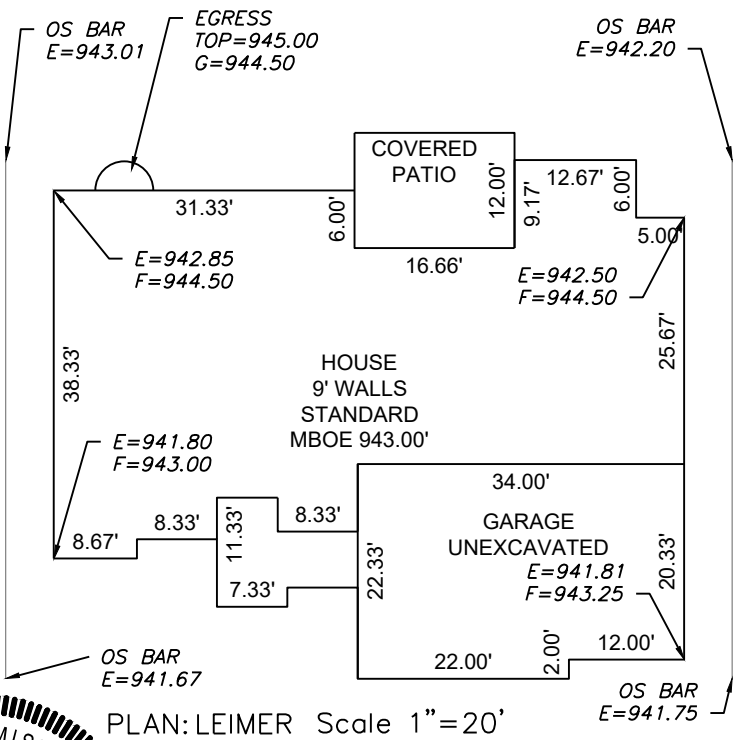 OS BAR
E=943.01
EGRESS
TOP=945.00
G=944.50
OS BAR
E=942.20
COVERED
PATIO
12.00'
9.17'
12.67'
6.00'
5.00
31.33'
6.00'
16.66'
E=942.85
F=944.50
E=942.50
F=944.50
38.33'
25.67'
HOUSE
9' WALLS
STANDARD
MBOE 943.00'
E=941.80
F=943.00
34.00'
8.67'
8.33'
11.33'
8.33'
7.33'
22.33'
GARAGE
UNEXCAVATED
E=941.81
F=943.25
20.33'
22.00'
2.00'
12.00'
OS BAR
E=941.67
OS BAR
E=941.75
PLAN: LEIMER Scale 1"=20'